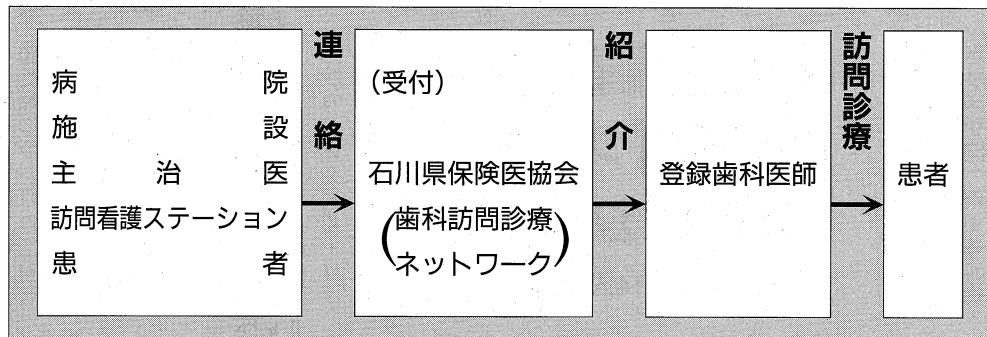 病院
施設
主治医
訪問看護ステーション
患者
連絡
(受付)
石川県保険医協会
(歯科訪問診療
ネットワーク)
紹介
登録歯科医師
訪問診療
患者